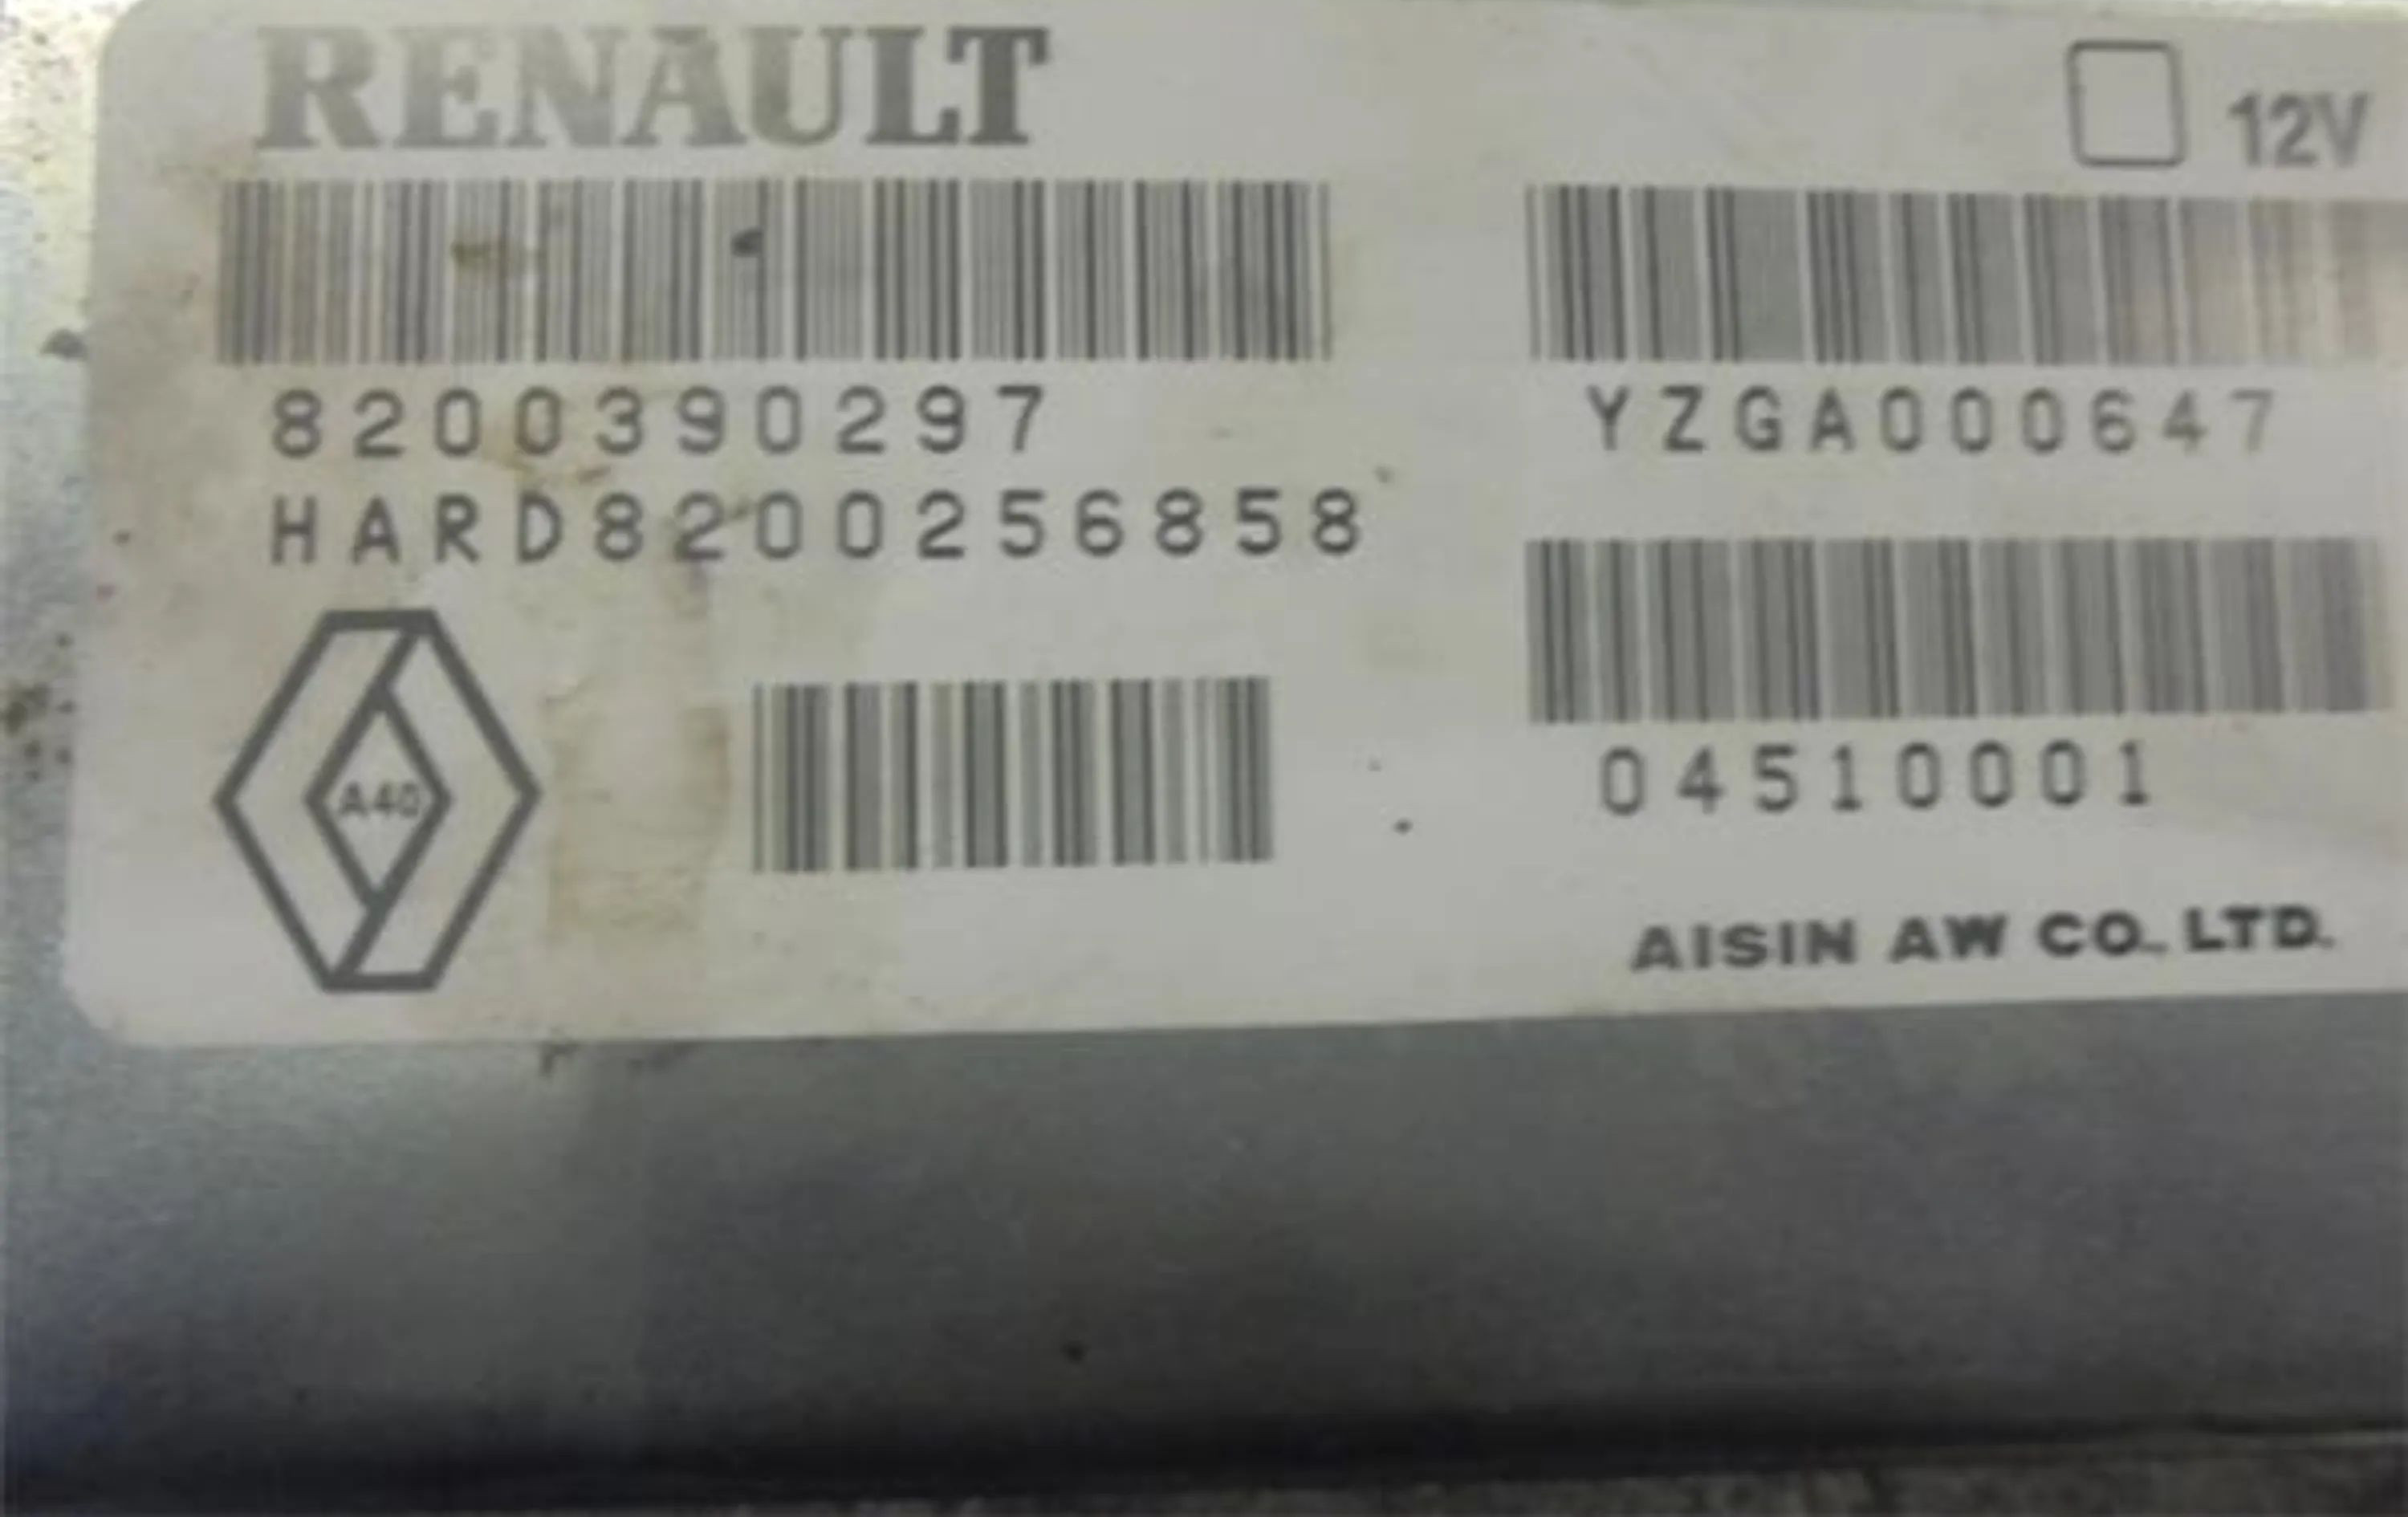 RENAULT
12V
8200390297
HARD8200256858
YZGA000647
A40
04510001
AISIN AW CO., LTD.